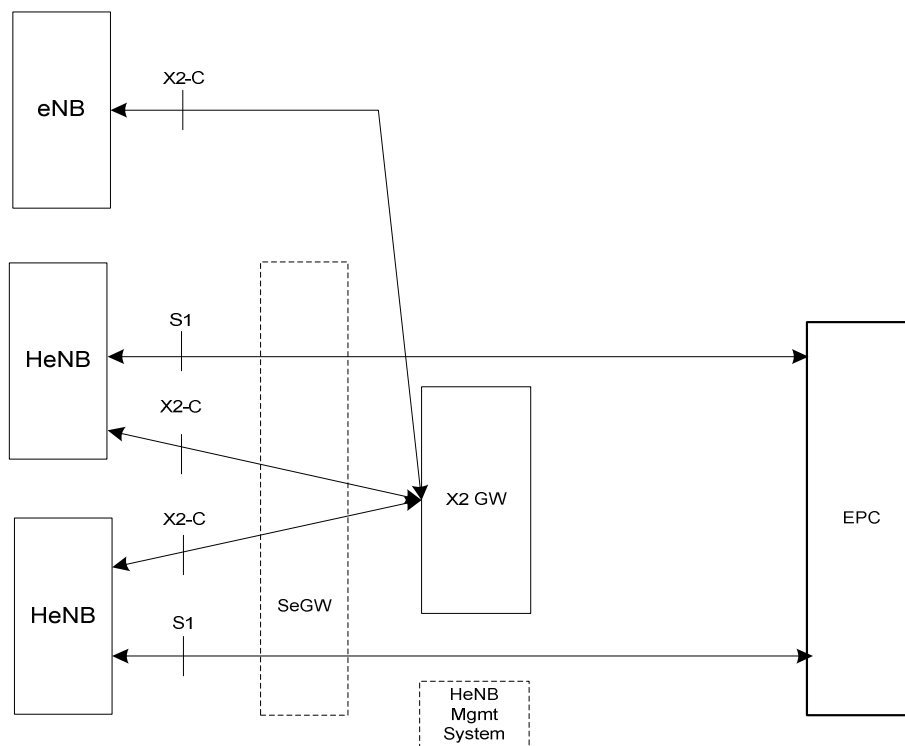 X2-C
eNB
S1
HeNB
X2-C
X2 GW
X2-C
EPC
SeGW
HeNB
S1
HeNB
Mgmt
System